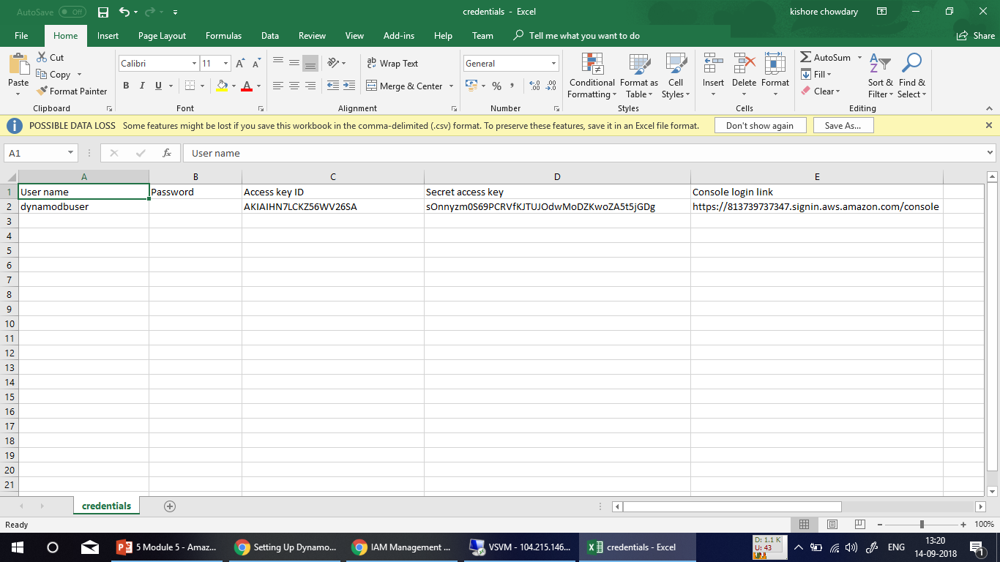 AutoSave Off credentials - Excel kishore chowdary
File Home Insert Page Layout Formulas Data Review View Add-ins Help Team Tell me what you want to do Share
Paste Cut Copy Format Painter
Calibri 11 A A
B I U A
Wrap Text
Merge & Center
General
% ,
Conditional Formatting Format as Table Cell Styles
Insert Delete Format
AutoSum Fill Clear
Sort & Filter Find & Select
Clipboard Font Alignment Number Styles Cells Editing
POSSIBLE DATA LOSS Some features might be lost if you save this workbook in the comma-delimited (.csv) format. To preserve these features, save it in an Excel file format. Don't show again Save As...
A1 fx User name
A B C D E
1 User name Password Access key ID Secret access key Console login link
2 dynamodbuser AKIAIHN7LCKZ56WV26SA sOnnyzm0S69PCRVfKJTUJOdwMoDZKwoZA5t5jGDg https://813739737347.signin.aws.amazon.com/console
3
4
5
6
7
8
9
10
11
12
13
14
15
16
17
18
19
20
21
credentials
Ready 100%
5 Module 5 - Amaz... Setting Up Dynamo... IAM Management ... VSVM - 104.215.146... credentials - Excel D: 1.1 K ENG 13:20
U: 43 14-09-2018 1